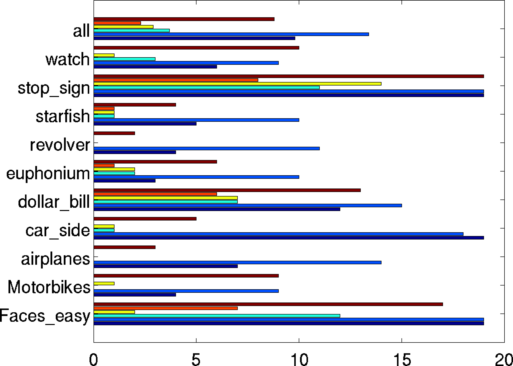 all
watch
stop_sign
starfish
revolver
euphonium
dollar_bill
car_side
airplanes
Motorbikes
Faces_easy
0 5 10 15 20